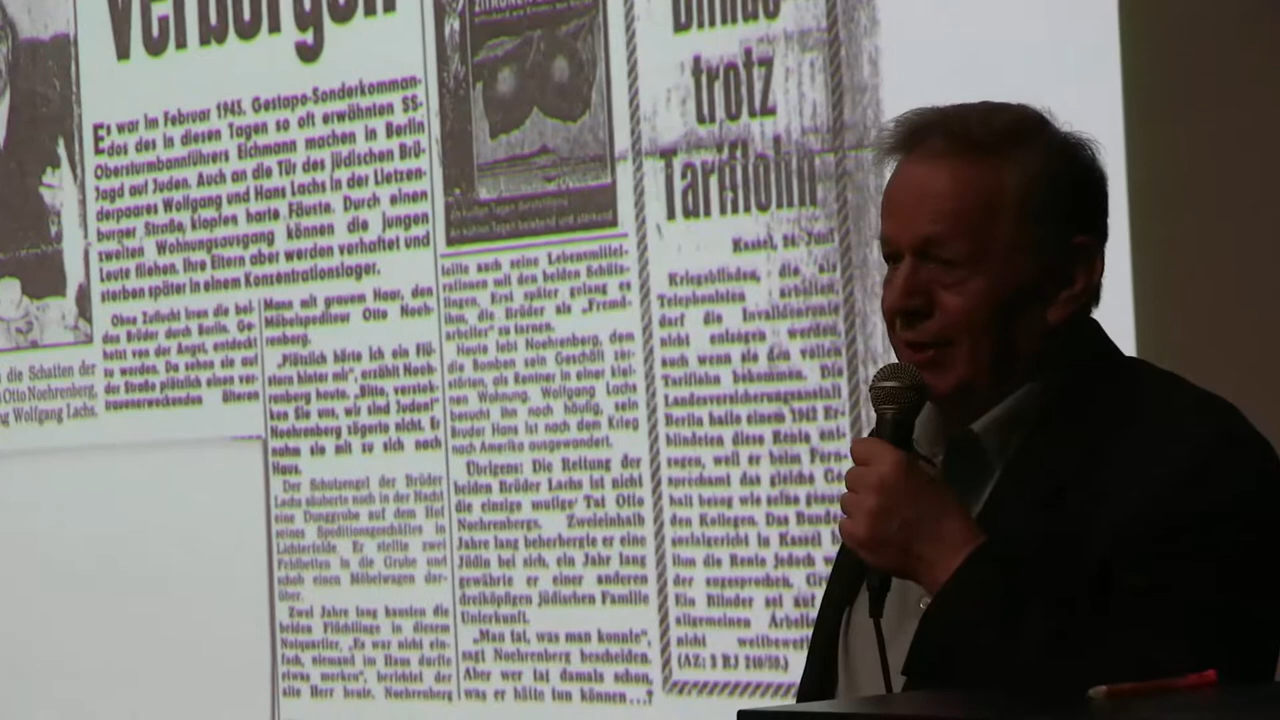 verborgen
Es war im Februar 1943. Gestapo-Sonderkomman-
dos des in diesen Tagen so oft erwähnten SS-
Obersturmbannführers Eichmann machen in Berlin
Jagd auf Juden. Auch an die Tür des jüdischen Brü-
derpaares Wolfgang und Hans Lachs in der Lietzen-
burger Straße, klopfen harte Fäuste. Durch einen
zweiten Wohnungsausgang können die jungen
Leute fliehen. Ihre Eltern aber werden verhaftet und
sterben später in einem Konzentrationslager.
die Schatten der
Otto Noehrenberg,
Wolfgang Lachs.
Ohne Zuflucht irren die bei-
den Brüder durch Berlin. Ge-
hetzt von der Angst, entdeckt
zu werden. Da sehen sie auf
der Straße plötzlich einen ver-
trauenerweckenden älteren
Mann mit grauem Haar, den
Möbelspediteur Otto Noeh-
renberg.
„Plötzlich hörte ich ein Flü-
stern hinter mir", erzählt Noeh-
renberg heute. „Bitte, verstek-
ken Sie uns, wir sind Juden!"
Noehrenberg zögerte nicht. Er
nahm sie mit zu sich nach
Haus.
Der Schutzengel der Brüder
Lachs säuberte noch in der Nacht
eine Dunggrube auf dem Hof
seines Speditionsgeschäftes in
Lichterfelde. Er stellte zwei
Feldbetten in die Grube und
schob einen Möbelwagen dar-
über.
Zwei Jahre lang hausten die
beiden Flüchtlinge in diesem
Notquartier. „Es war nicht ein-
fach, niemand im Haus durfte
etwas merken", berichtet der
alte Herr heute. Noehrenberg
teilte auch seine Lebensmittel-
rationen mit den beiden Schütz-
lingen. Erst später gelang es
ihm, die Brüder als „Fremd-
arbeiter" zu tarnen.
Heute lebt Noehrenberg, dem
die Bomben sein Geschäft zer-
störten, als Rentner in einer klei-
nen Wohnung. Wolfgang Lachs
besucht ihn noch häufig, sein
Bruder Hans ist nach dem Krieg
nach Amerika ausgewandert.
Übrigens: Die Rettung der
beiden Brüder Lachs ist nicht
die einzige mutige Tat Otto
Noehrenbergs. Zweieinhalb
Jahre lang beherbergte er eine
Jüdin bei sich, ein Jahr lang
gewährte er einer anderen
dreiköpfigen jüdischen Familie
Unterkunft.
„Man tat, was man konnte",
sagt Noehrenberg bescheiden.
Aber wer tat damals schon,
was er hätte tun können...?
trotz
Tariflohn
Kassel, 24. Juni
Kriegsblinden, die als
Telephonisten arbeiten,
darf die Invalidenrente
nicht entzogen werden,
auch wenn sie den vollen
Tariflohn bekommen. Die
Landesversicherungsanstalt
Berlin hatte einem 1942 Er-
blindeten diese Rente ent-
zogen, weil er beim Fern-
sprechamt das gleiche Ge-
halt bezog wie seine
den Kollegen. Das Bundes
sozialgericht in Kassel
ihm die Rente jedoch
der zugesprochen.
Ein Blinder sei auf
allgemeinen
nicht